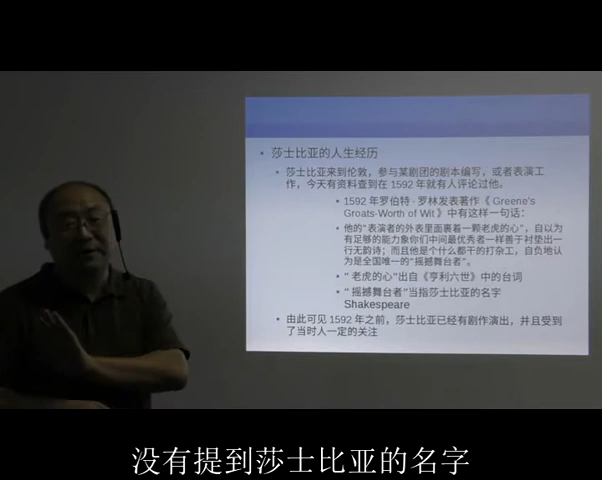 莎士比亚的人生经历
莎士比亚来到伦敦，参与某剧团的剧本编写，或者表演工
作，今天有资料查到在 1592 年就有人评论过他。
1592 年罗伯特 · 罗林发表著作《 Greene's
Groats-Worth of Wit 》中有这样一句话：
他的"表演者的外表里面裹着一颗老虎的心"，自以为
有足够的能力象你们中间最优秀者一样善于衬垫出一
行无韵诗；而且他是个什么都干的打杂工，自负地认
为是全国唯一的"摇撼舞台者"。
" 老虎的心"出自《亨利六世》中的台词
" 摇撼舞台者"当指莎士比亚的名字
Shakespeare
由此可见 1592 年之前，莎士比亚已经有剧作演出，并且受到
了当时人一定的关注
没有提到莎士比亚的名字